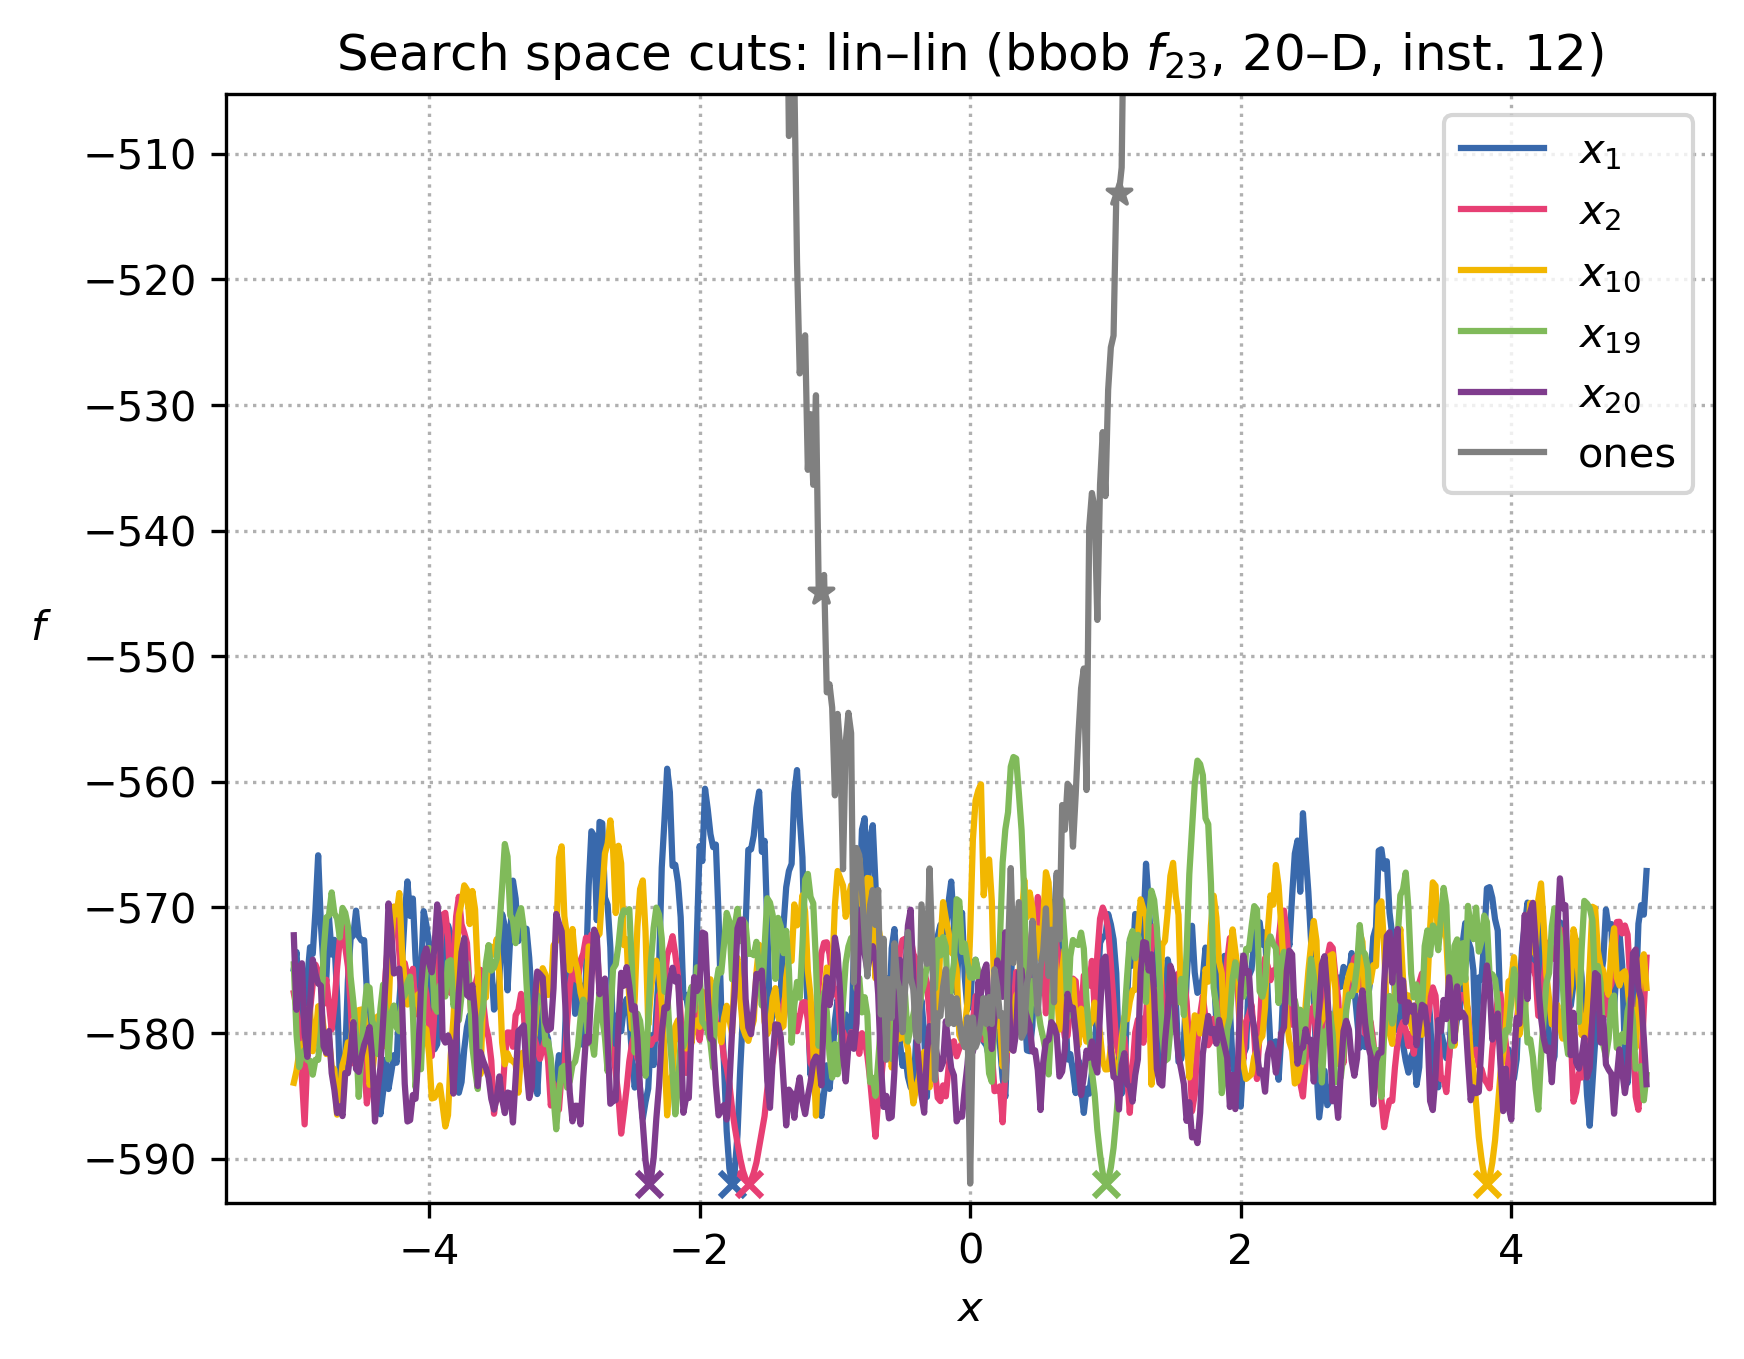 Search space cuts: lin–lin (bbob f₂₃, 20–D, inst. 12)
−510
−520
−530
−540
−550
−560
−570
−580
−590
f
−4
−2
0
2
4
x
x₁
x₂
x₁₀
x₁₉
x₂₀
ones